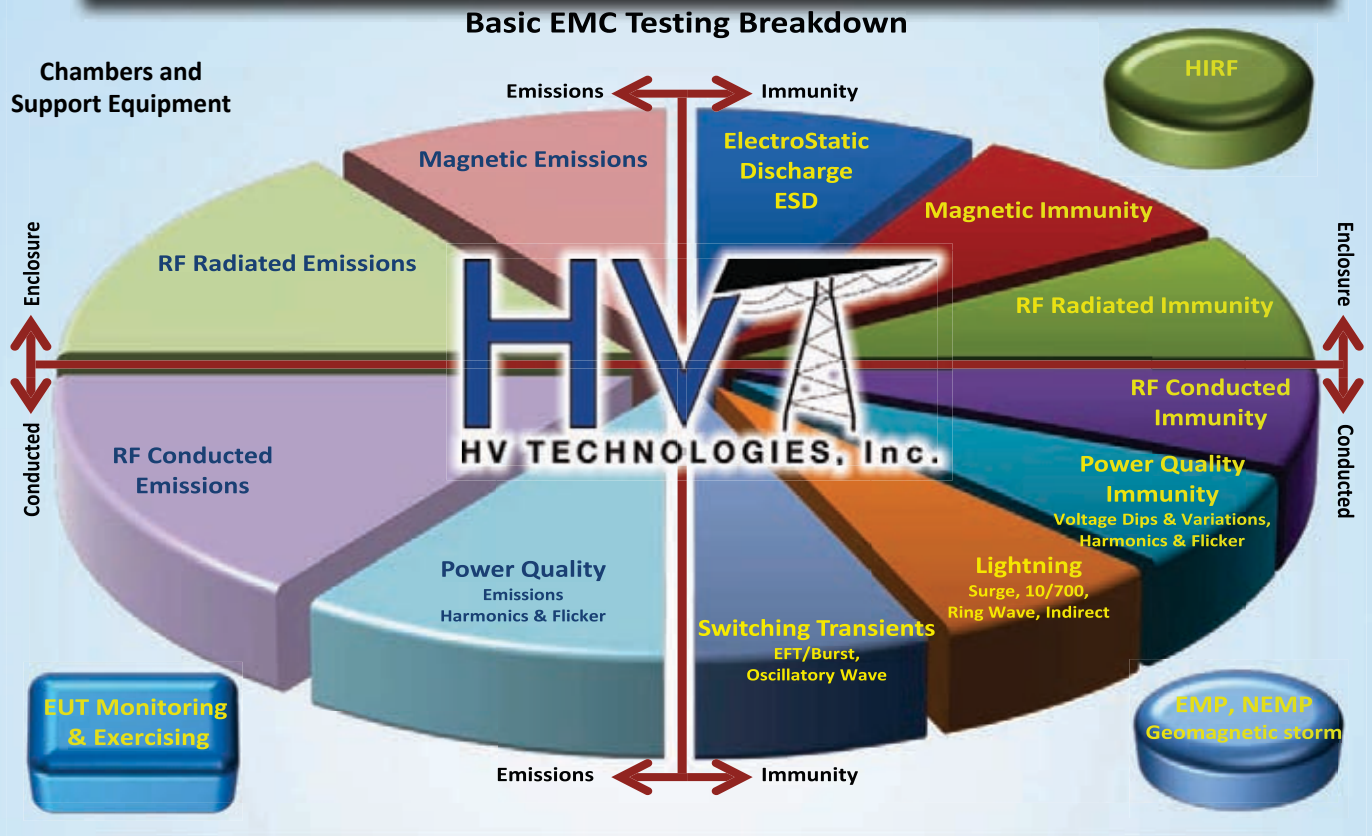 Basic EMC Testing Breakdown
Chambers and
Support Equipment
HIRF
Emissions
Immunity
Magnetic Emissions
ElectroStatic
Discharge
ESD
Magnetic Immunity
RF Radiated Emissions
RF Radiated Immunity
Enclosure
Enclosure
HVT
HV TECHNOLOGIES, Inc.
Conducted
Conducted
RF Conducted
Emissions
RF Conducted
Immunity
Power Quality
Immunity
Voltage Dips & Variations,
Harmonics & Flicker
Power Quality
Emissions
Harmonics & Flicker
Lightning
Surge, 10/700,
Ring Wave, Indirect
Switching Transients
EFT/Burst,
Oscillatory Wave
EUT Monitoring
& Exercising
EMP, NEMP
Geomagnetic storm
Emissions
Immunity